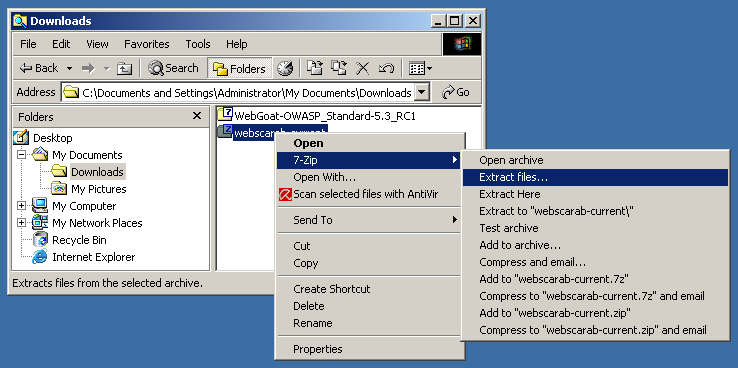 Downloads
File Edit View Favorites Tools Help
Back Search Folders
Address C:\Documents and Settings\Administrator\My Documents\Downloads Go
Folders
Desktop
My Documents
Downloads
My Pictures
My Computer
My Network Places
Recycle Bin
Internet Explorer
WebGoat-OWASP_Standard-5.3_RC1
webscarab-current
Open
7-Zip
Open With...
Scan selected files with AntiVir
Send To
Cut
Copy
Create Shortcut
Delete
Rename
Properties
Open archive
Extract files...
Extract Here
Extract to "webscarab-current\"
Test archive
Add to archive...
Compress and email...
Add to "webscarab-current.7z"
Compress to "webscarab-current.7z" and email
Add to "webscarab-current.zip"
Compress to "webscarab-current.zip" and email
Extracts files from the selected archive.